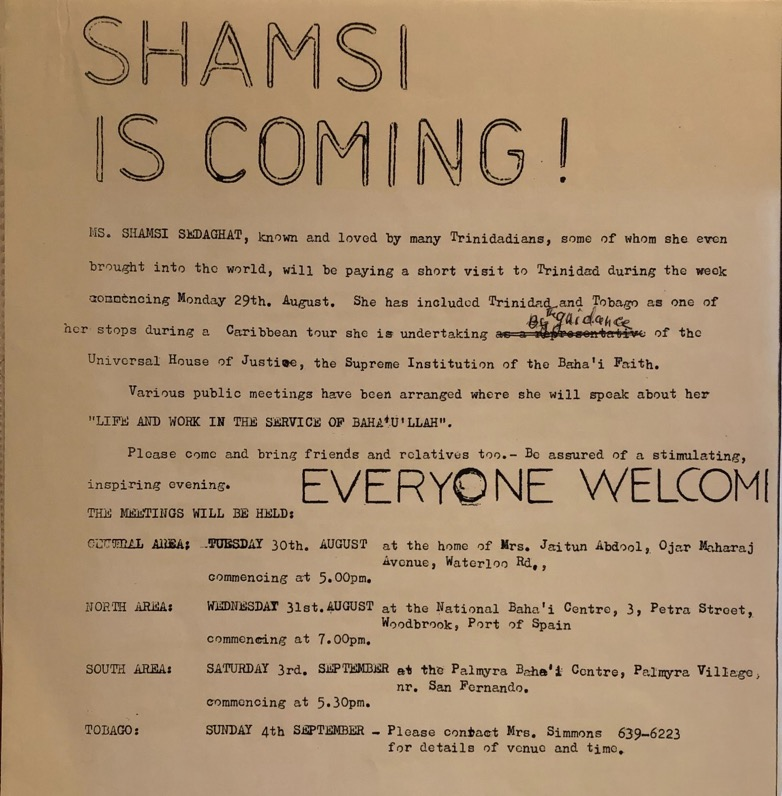 SHAMSI
IS COMING!
MS. SHAMSI SEDAGHAT, known and loved by many Trinidadians, some of whom she even
brought into the world, will be paying a short visit to Trinidad during the week
commencing Monday 29th. August. She has included Trinidad and Tobago as one of
her stops during a Caribbean tour she is undertaking as a representative By the guidance of the
Universal House of Justice, the Supreme Institution of the Baha'i Faith.
Various public meetings have been arranged where she will speak about her
"LIFE AND WORK IN THE SERVICE OF BAHA'U'LLAH".
Please come and bring friends and relatives too.- Be assured of a stimulating,
inspiring evening. EVERYONE WELCOM
THE MEETINGS WILL BE HELD:
GENERAL AREA: TUESDAY 30th. AUGUST at the home of Mrs. Jaitun Abdool, Ojar Maharaj
Avenue, Waterloo Rd.,
commencing at 5.00pm.
NORTH AREA: WEDNESDAY 31st.AUGUST at the National Baha'i Centre, 3, Petra Street,
Woodbrook, Port of Spain
commencing at 7.00pm.
SOUTH AREA: SATURDAY 3rd. SEPTEMBER at the Palmyra Baha'i Centre, Palmyra Village,
nr. San Fernando.
commencing at 5.30pm.
TOBAGO: SUNDAY 4th SEPTEMBER - Please contact Mrs. Simmons 639-6223
for details of venue and time.